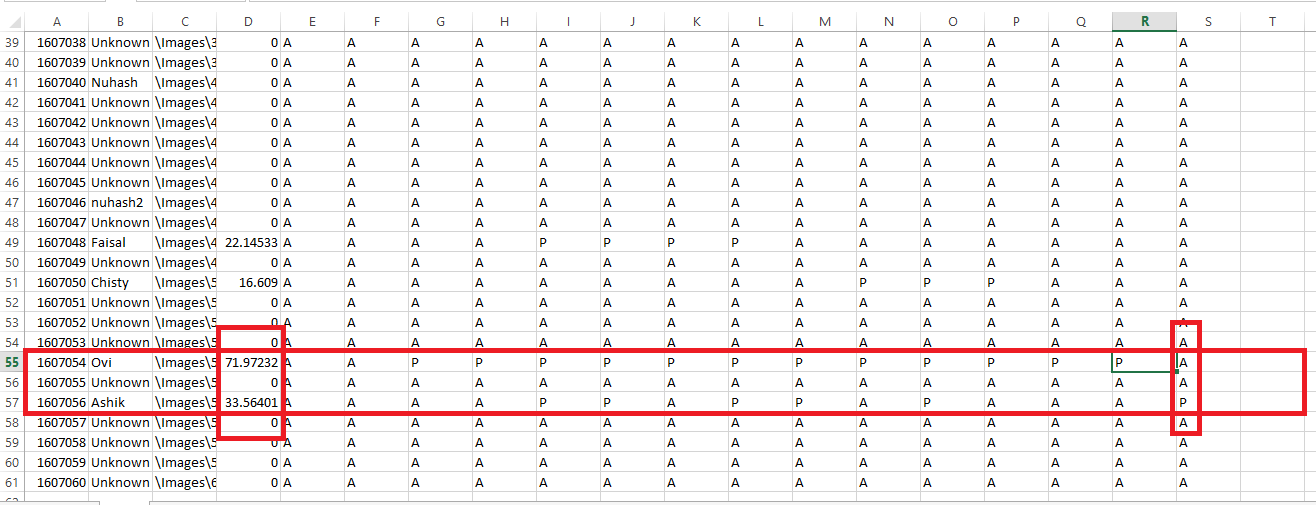 A B C D E F G H I J K L M N O P Q R S T
39 1607038 Unknown \Images\3 0 A A A A A A A A A A A A A A A
40 1607039 Unknown \Images\3 0 A A A A A A A A A A A A A A A
41 1607040 Nuhash \Images\4 0 A A A A A A A A A A A A A A A
42 1607041 Unknown \Images\4 0 A A A A A A A A A A A A A A A
43 1607042 Unknown \Images\4 0 A A A A A A A A A A A A A A A
44 1607043 Unknown \Images\4 0 A A A A A A A A A A A A A A A
45 1607044 Unknown \Images\4 0 A A A A A A A A A A A A A A A
46 1607045 Unknown \Images\4 0 A A A A A A A A A A A A A A A
47 1607046 nuhash2 \Images\4 0 A A A A A A A A A A A A A A A
48 1607047 Unknown \Images\4 0 A A A A A A A A A A A A A A A
49 1607048 Faisal \Images\4 22.14533 A A A A P P P P A A A A A A A
50 1607049 Unknown \Images\4 0 A A A A A A A A A A A A A A A
51 1607050 Chisty \Images\5 16.609 A A A A A A A A A P P P A A A
52 1607051 Unknown \Images\5 0 A A A A A A A A A A A A A A A
53 1607052 Unknown \Images\5 0 A A A A A A A A A A A A A A A
54 1607053 Unknown \Images\5 0 A A A A A A A A A A A A A A A
55 1607054 Ovi \Images\5 71.97232 A A P P P P P P P P P P P P A
56 1607055 Unknown \Images\5 0 A A A A A A A A A A A A A A A
57 1607056 Ashik \Images\5 33.56401 A A A A P P A P P A P A A A P
58 1607057 Unknown \Images\5 0 A A A A A A A A A A A A A A A
59 1607058 Unknown \Images\5 0 A A A A A A A A A A A A A A A
60 1607059 Unknown \Images\5 0 A A A A A A A A A A A A A A A
61 1607060 Unknown \Images\6 0 A A A A A A A A A A A A A A A